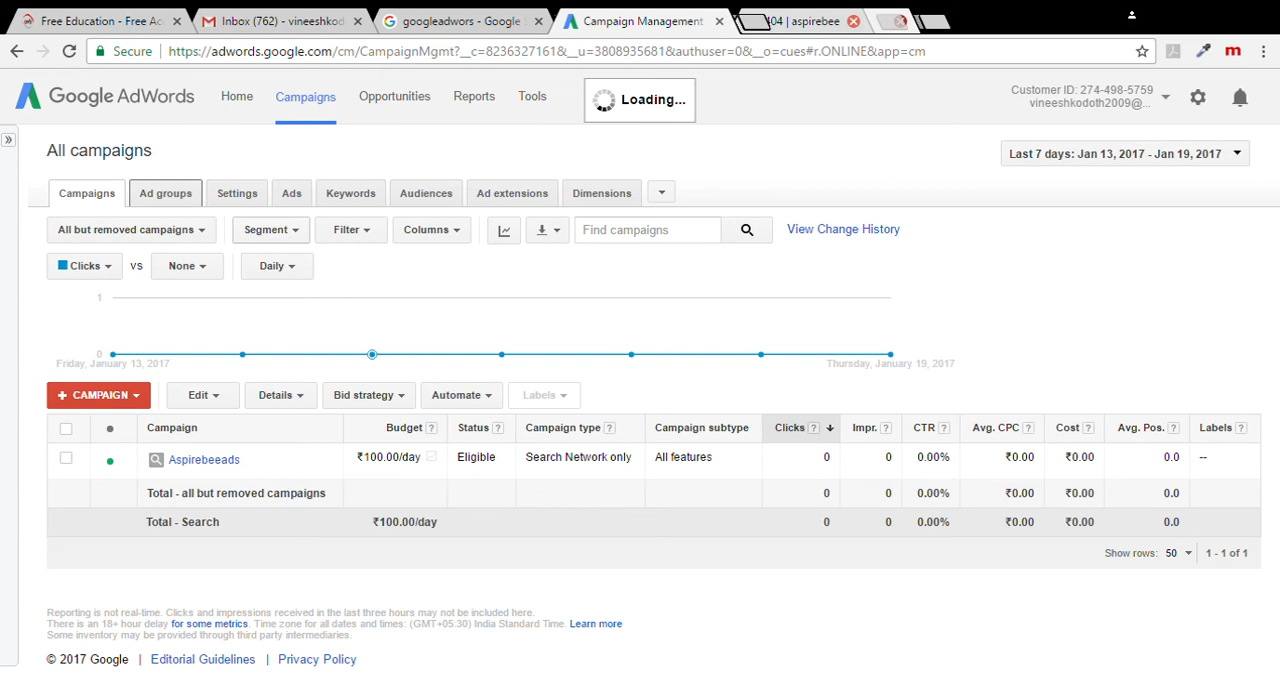 Free Education - Free Ac
Inbox (762) - vineeshkod
googleadwors - Google S
Campaign Management
404 | aspirebee
Secure
https://adwords.google.com/cm/CampaignMgmt?__c=8236327161&__u=3808935681&authuser=0&__o=cues#r.ONLINE&app=cm
m
Google AdWords
Home
Campaigns
Opportunities
Reports
Tools
Loading...
Customer ID: 274-498-5759
vineeshkodoth2009@...
All campaigns
Last 7 days: Jan 13, 2017 - Jan 19, 2017
Campaigns
Ad groups
Settings
Ads
Keywords
Audiences
Ad extensions
Dimensions
All but removed campaigns
Segment
Filter
Columns
Find campaigns
View Change History
Clicks
vs
None
Daily
1
0
Friday, January 13, 2017
Thursday, January 19, 2017
+ CAMPAIGN
Edit
Details
Bid strategy
Automate
Labels
Campaign Budget ? Status ? Campaign type ? Campaign subtype Clicks ? Impr. ? CTR ? Avg. CPC ? Cost ? Avg. Pos. ? Labels ?
Aspirebeeads ₹100.00/day Eligible Search Network only All features 0 0 0.00% ₹0.00 ₹0.00 0.0 --
Total - all but removed campaigns 0 0 0.00% ₹0.00 ₹0.00 0.0
Total - Search ₹100.00/day 0 0 0.00% ₹0.00 ₹0.00 0.0
Show rows: 50 1 - 1 of 1
Reporting is not real-time. Clicks and impressions received in the last three hours may not be included here.
There is an 18+ hour delay for some metrics. Time zone for all dates and times: (GMT+05:30) India Standard Time. Learn more
Some inventory may be provided through third party intermediaries.
© 2017 Google | Editorial Guidelines | Privacy Policy